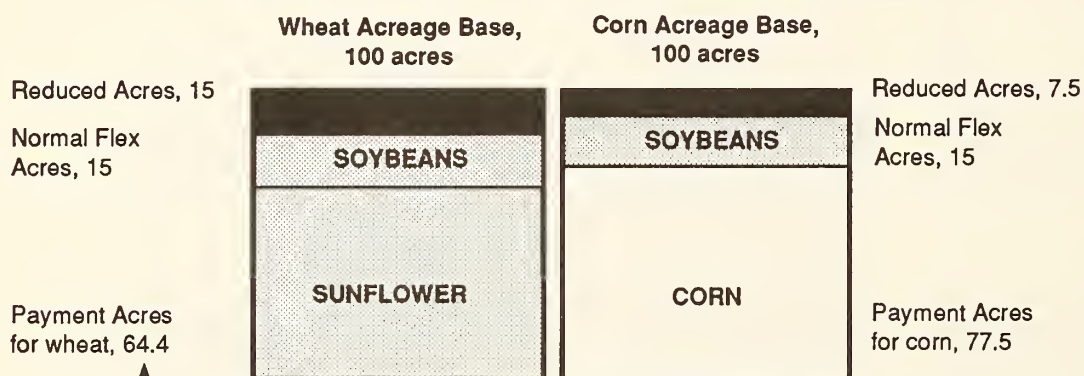 Wheat Acreage Base,
100 acres
Corn Acreage Base,
100 acres
Reduced Acres, 15
Normal Flex
Acres, 15
Payment Acres
for wheat, 64.4
SOYBEANS
SUNFLOWER
SOYBEANS
CORN
Reduced Acres, 7.5
Normal Flex
Acres, 15
Payment Acres
for corn, 77.5